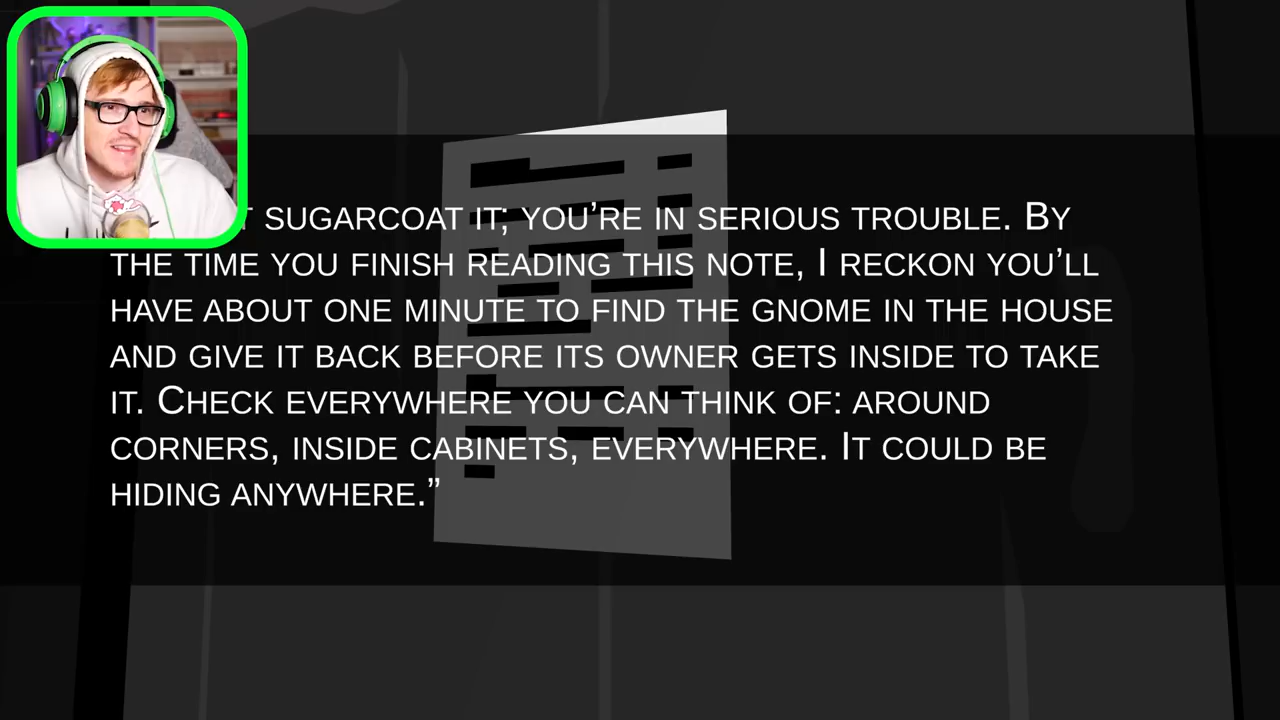 SUGARCOAT IT; YOU'RE IN SERIOUS TROUBLE. BY
THE TIME YOU FINISH READING THIS NOTE, I RECKON YOU'LL
HAVE ABOUT ONE MINUTE TO FIND THE GNOME IN THE HOUSE
AND GIVE IT BACK BEFORE ITS OWNER GETS INSIDE TO TAKE
IT. CHECK EVERYWHERE YOU CAN THINK OF: AROUND
CORNERS, INSIDE CABINETS, EVERYWHERE. IT COULD BE
HIDING ANYWHERE.”